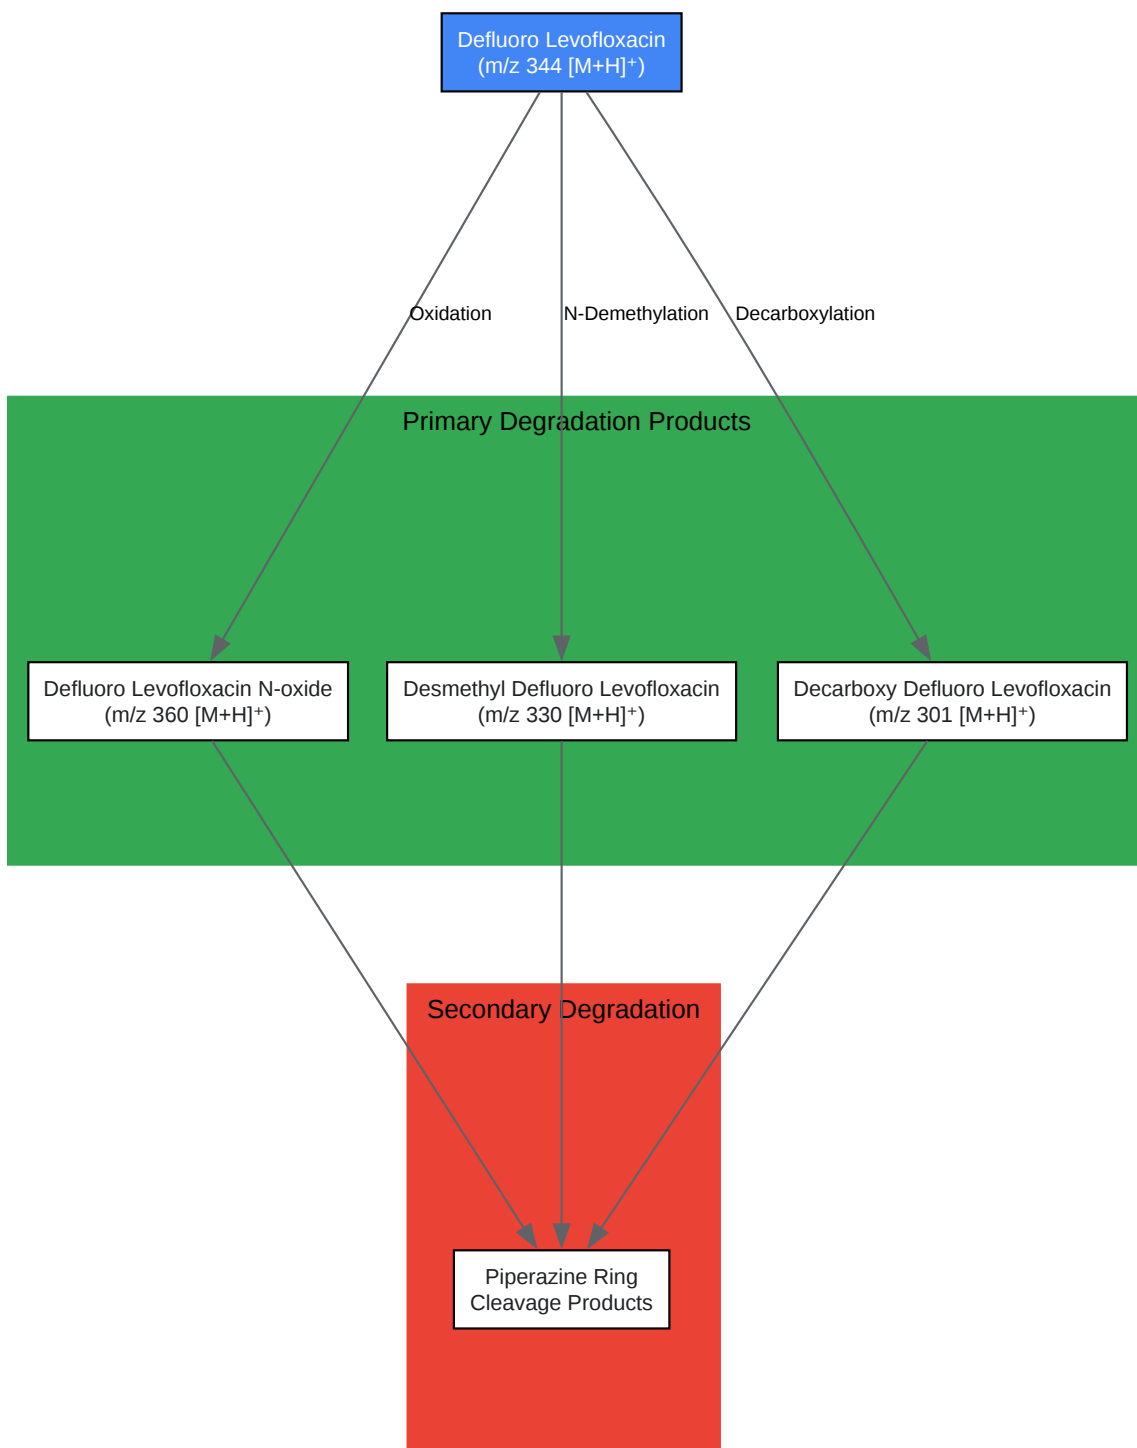 Defluoro Levofloxacin
(m/z 344 [M+H]⁺)
Oxidation
N-Demethylation
Decarboxylation
Primary Degradation Products
Defluoro Levofloxacin N-oxide
(m/z 360 [M+H]⁺)
Desmethyl Defluoro Levofloxacin
(m/z 330 [M+H]⁺)
Decarboxy Defluoro Levofloxacin
(m/z 301 [M+H]⁺)
Secondary Degradation
Piperazine Ring
Cleavage Products